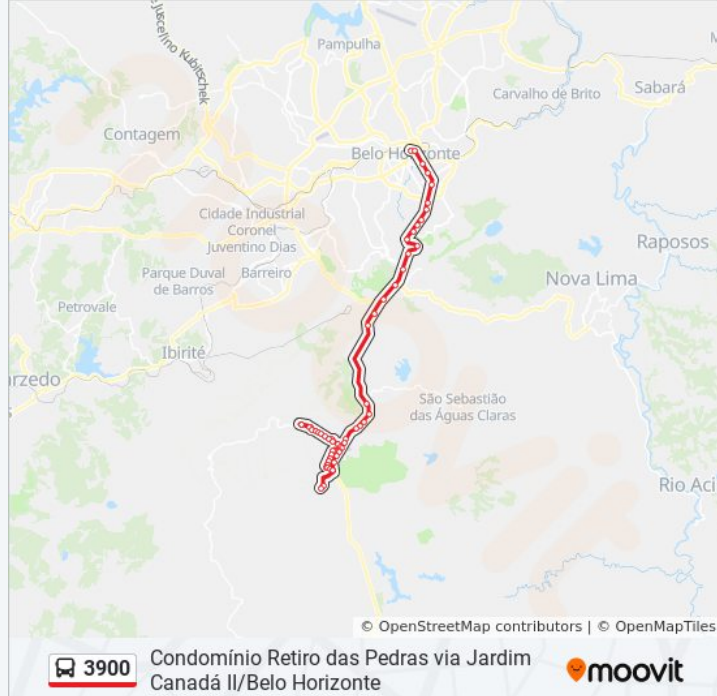 Juscelino Kubitschek
Pampulha
Carvalho de Brito
Sabará
Contagem
Belo Horizonte
Cidade Industrial
Coronel
Juventino Dias
Raposos
Parque Duval
de Barros
Barreiro
Nova Lima
Petrovale
Ibirité
arzedo
São Sebastião
das Águas Claras
Rio Aci
© OpenStreetMap contributors | © OpenMapTiles
3900
Condomínio Retiro das Pedras via Jardim
Canadá II/Belo Horizonte
moovit